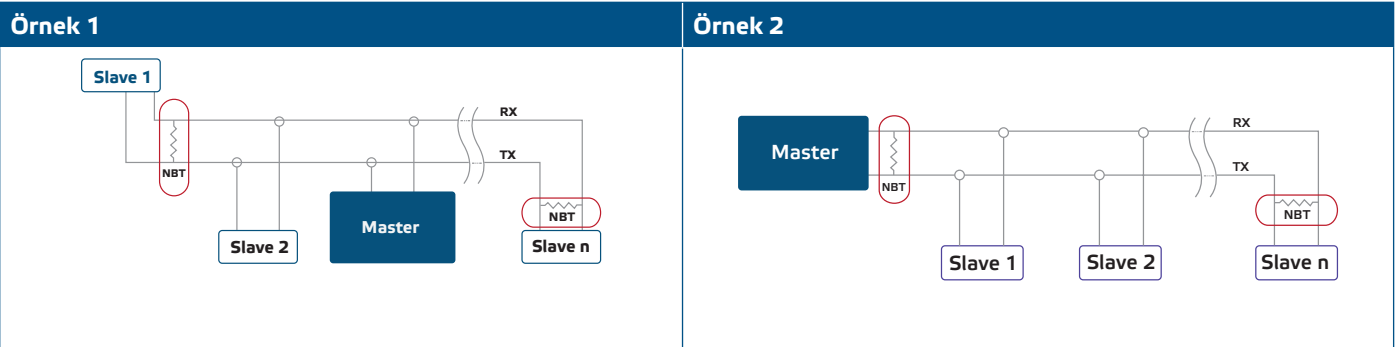 Örnek 1
Slave 1
RX
TX
NBT
NBT
Master
Slave 2
Slave n
Örnek 2
RX
Master
TX
NBT
NBT
Slave 1
Slave 2
Slave n